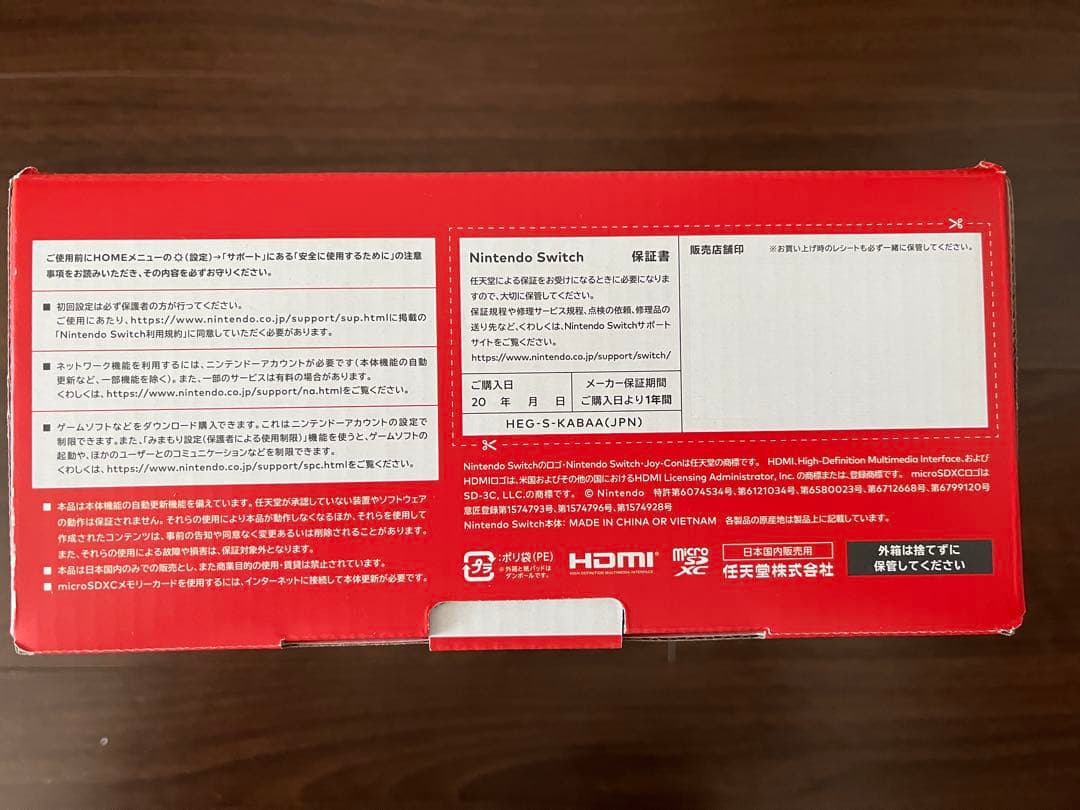 ご使用前にHOMEメニューの(設定)→「サポート」にある「安全に使用するために」の注意
事項をお読みいただき、その内容を必ずお守りください。
■ 初回設定は必ず保護者の方が行ってください。
ご使用にあたり、https://www.nintendo.co.jp/support/sup.htmlに掲載の
「Nintendo Switch利用規約」に同意していただく必要があります。
■ ネットワーク機能を利用するには、ニンテンドーアカウントが必要です(本体機能の自動
更新など、一部機能を除く)。また、一部のサービスは有料の場合があります。
くわしくは、https://www.nintendo.co.jp/support/na.htmlをご覧ください。
■ ゲームソフトなどをダウンロード購入できます。これはニンテンドーアカウントの設定で
制限できます。また、「みまもり設定(保護者による使用制限)」機能を使うと、ゲームソフトの
起動や、ほかのユーザーとのコミュニケーションなどを制限できます。
くわしくは、https://www.nintendo.co.jp/support/spc.htmlをご覧ください。
■ 本品は本体機能の自動更新機能を備えています。任天堂が承認していない装置やソフトウェア
の動作は保証されません。それらの使用により本品が動作しなくなるほか、それらを使用して
作成されたコンテンツは、事前の告知や同意なく変更あるいは削除されることがあります。
また、それらの使用による故障や損害は、保証対象外となります。
■ 本品は日本国内のみでの販売とし、また商業目的の使用・賃貸は禁止されています。
■ microSDXCメモリーカードを使用するには、インターネットに接続して本体更新が必要です。
Nintendo Switch 保証書
任天堂による保証をお受けになるときに必要になりま
すので、大切に保管してください。
保証規程や修理サービス規程、点検の依頼、修理品の
送り先など、くわしくは、Nintendo Switchサポート
サイトをご覧ください。
https://www.nintendo.co.jp/support/switch/
ご購入日
20 年 月 日
メーカー保証期間
ご購入日より1年間
HEG-S-KABAA(JPN)
販売店舗印 ※お買い上げ時のレシートも必ず一緒に保管してください。
Nintendo Switchのロゴ・Nintendo Switch・Joy-Conは任天堂の商標です。 HDMI、High-Definition Multimedia Interface、および
HDMIロゴは、米国およびその他の国におけるHDMI Licensing Administrator, Inc. の商標または、登録商標です。 microSDXCロゴは
SD-3C, LLC.の商標です。 © Nintendo 特許第6074534号、第6121034号、第6580023号、第6712668号、第6799120号
意匠登録第1574793号、第1574796号、第1574928号
Nintendo Switch本体: MADE IN CHINA OR VIETNAM 各製品の原産地は製品上に記載しています。
プラ
:ポリ袋(PE)
※外箱と紙パッドは
ダンボールです。
HDMI
HIGH-DEFINITION MULTIMEDIA INTERFACE
micro
SD
XC
日本国内販売用
任天堂株式会社
外箱は捨てずに
保管してください